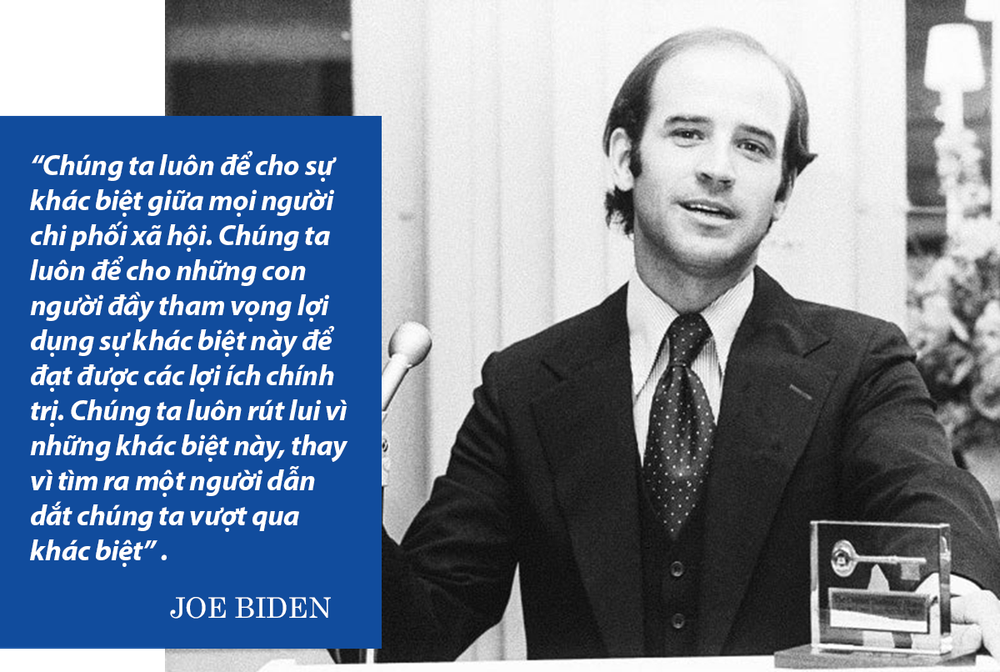 “Chúng ta luôn để cho sự
khác biệt giữa mọi người
chi phối xã hội. Chúng ta
luôn để cho những con
người đầy tham vọng lợi
dụng sự khác biệt này để
đạt được các lợi ích chính
trị. Chúng ta luôn rút lui vì
những khác biệt này, thay
vì tìm ra một người dẫn
dắt chúng ta vượt qua
khác biệt” .
JOE BIDEN